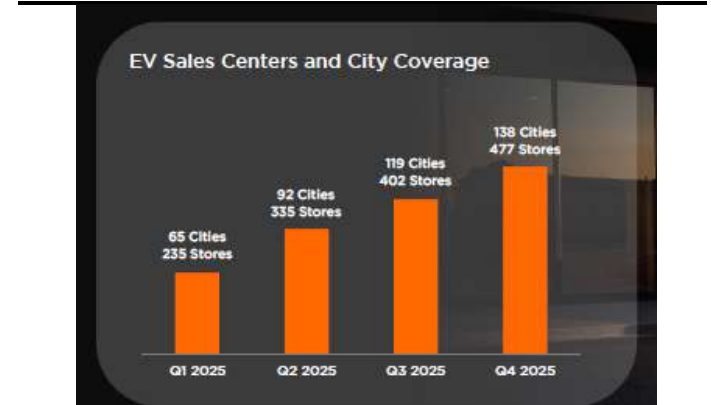 EV Sales Centers and City Coverage
138 Cities
477 Stores
119 Cities
402 Stores
92 Cities
335 Stores
65 Cities
235 Stores
Q1 2025
Q2 2025
Q3 2025
Q4 2025